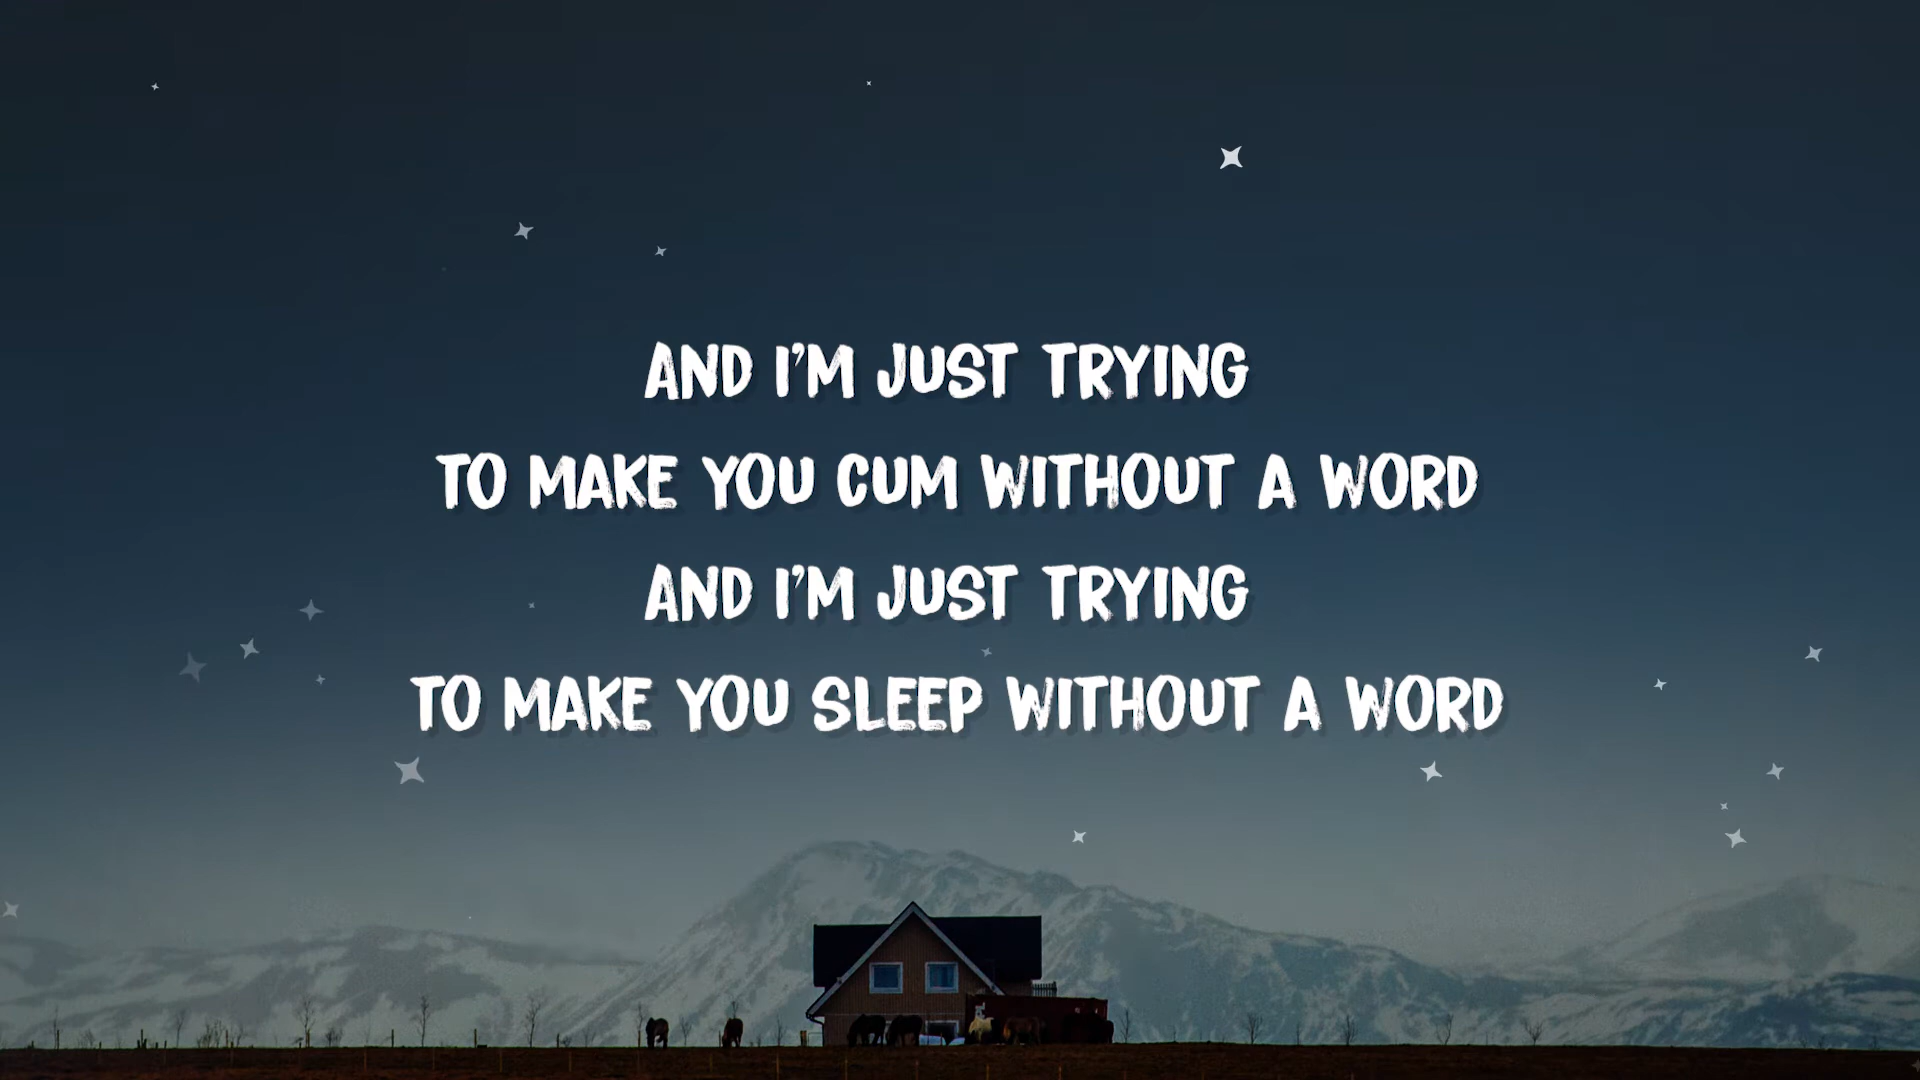 AND I'M JUST TRYING
TO MAKE YOU CUM WITHOUT A WORD
AND I'M JUST TRYING
TO MAKE YOU SLEEP WITHOUT A WORD